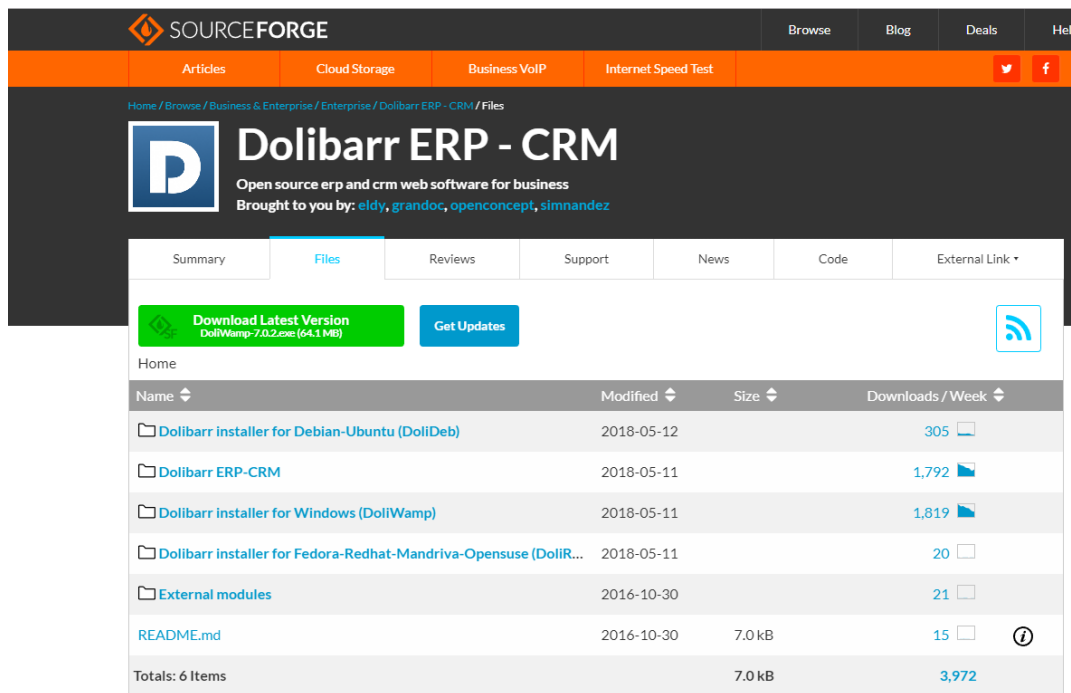 SOURCEFORGE
Browse Blog Deals Hel
Articles Cloud Storage Business VoIP Internet Speed Test
Home / Browse / Business & Enterprise / Enterprise / Dolibarr ERP - CRM / Files
D
Dolibarr ERP - CRM
Open source erp and crm web software for business
Brought to you by: eldy, grandoc, openconcept, simnandez
Summary Files Reviews Support News Code External Link
Download Latest Version
DoliWamp-7.0.2.exe (64.1 MB)
SF
Get Updates
Home
Name Modified Size Downloads / Week
Dolibarr installer for Debian-Ubuntu (DoliDeb) 2018-05-12 305
Dolibarr ERP-CRM 2018-05-11 1,792
Dolibarr installer for Windows (DoliWamp) 2018-05-11 1,819
Dolibarr installer for Fedora-Redhat-Mandriva-Opensuse (DoliR... 2018-05-11 20
External modules 2016-10-30 21
README.md 2016-10-30 7.0 kB 15 i
Totals: 6 Items 7.0 kB 3,972